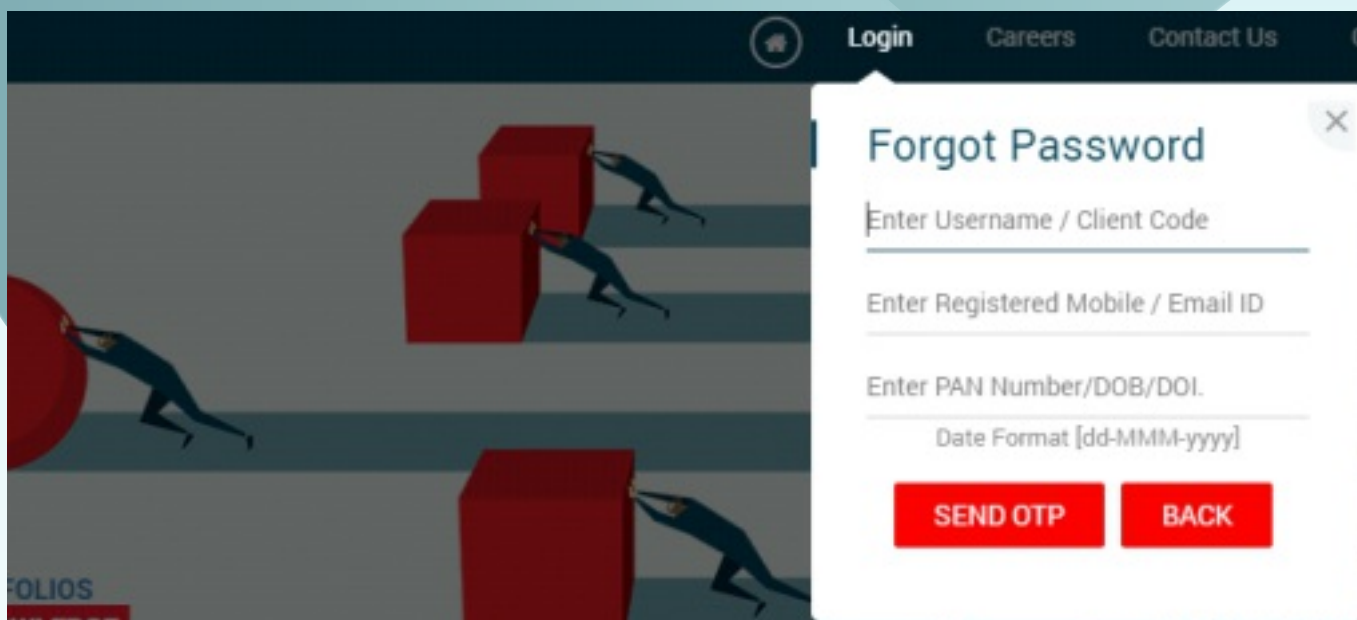 Login Careers Contact Us
Forgot Password
Enter Username / Client Code
Enter Registered Mobile / Email ID
Enter PAN Number/DOB/DOI.
Date Format [dd-MMM-yyyy]
SEND OTP BACK
FOLIOS